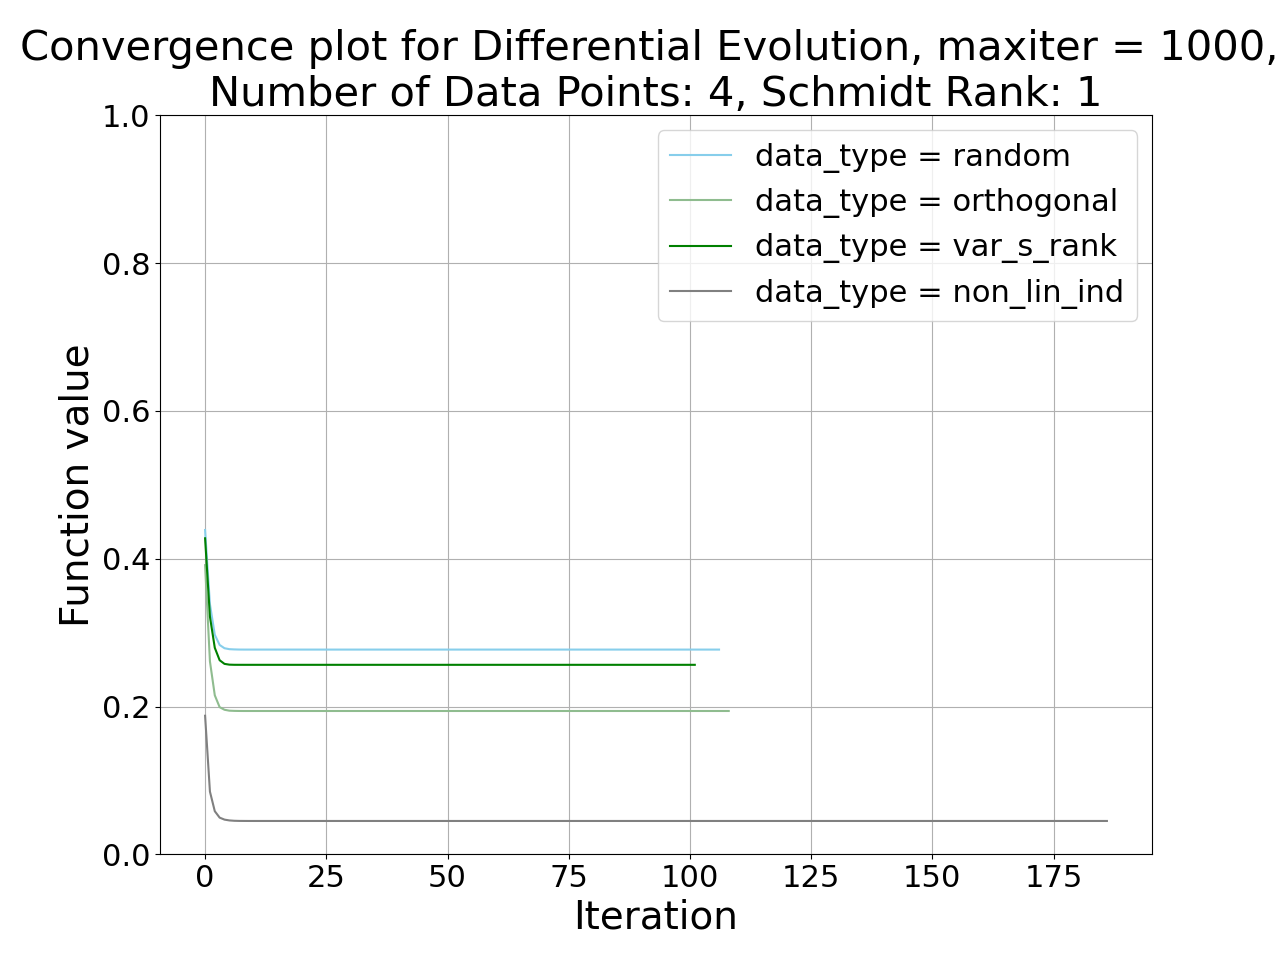 Convergence plot for Differential Evolution, maxiter = 1000,
Number of Data Points: 4, Schmidt Rank: 1
data_type = random
data_type = orthogonal
data_type = var_s_rank
data_type = non_lin_ind
Function value
1.0
0.8
0.6
0.4
0.2
0.0
0 25 50 75 100 125 150 175
Iteration